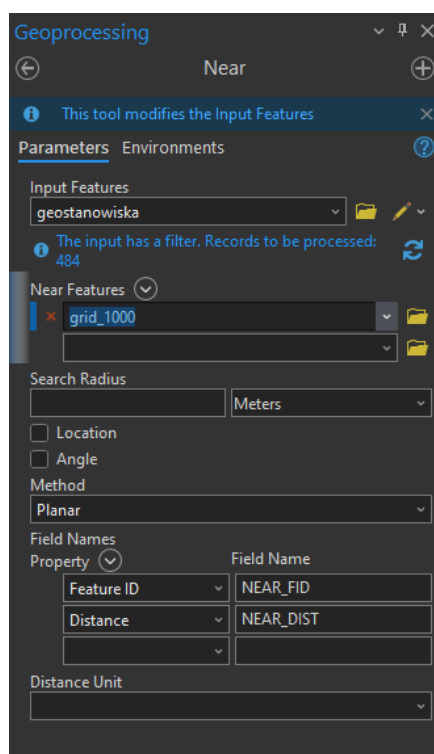 Geoprocessing
Near
This tool modifies the Input Features
Parameters Environments
Input Features
geostanowiska
The input has a filter. Records to be processed:
484
Near Features
grid_1000
Search Radius
Meters
Location
Angle
Method
Planar
Field Names
Property Field Name
Feature ID NEAR_FID
Distance NEAR_DIST
Distance Unit